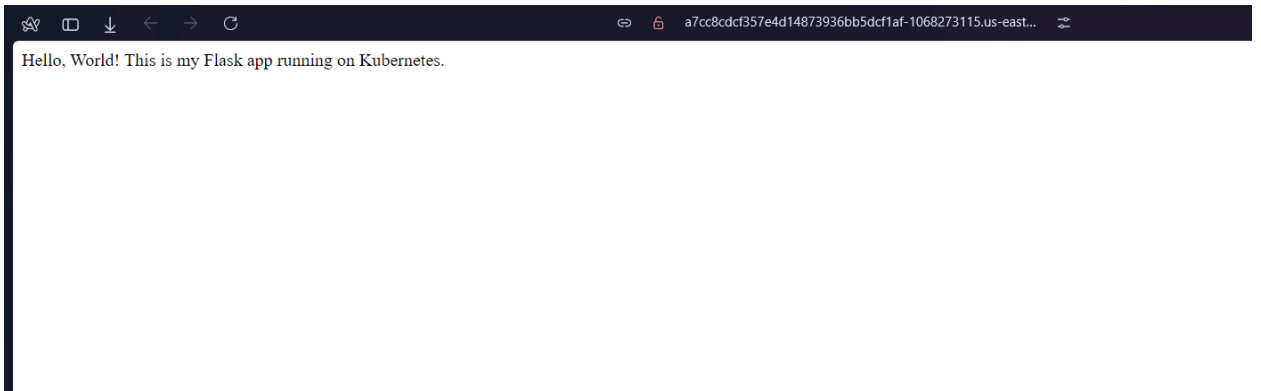 a7cc8cdcf357e4d14873936bb5dcf1af-1068273115.us-east...
Hello, World! This is my Flask app running on Kubernetes.